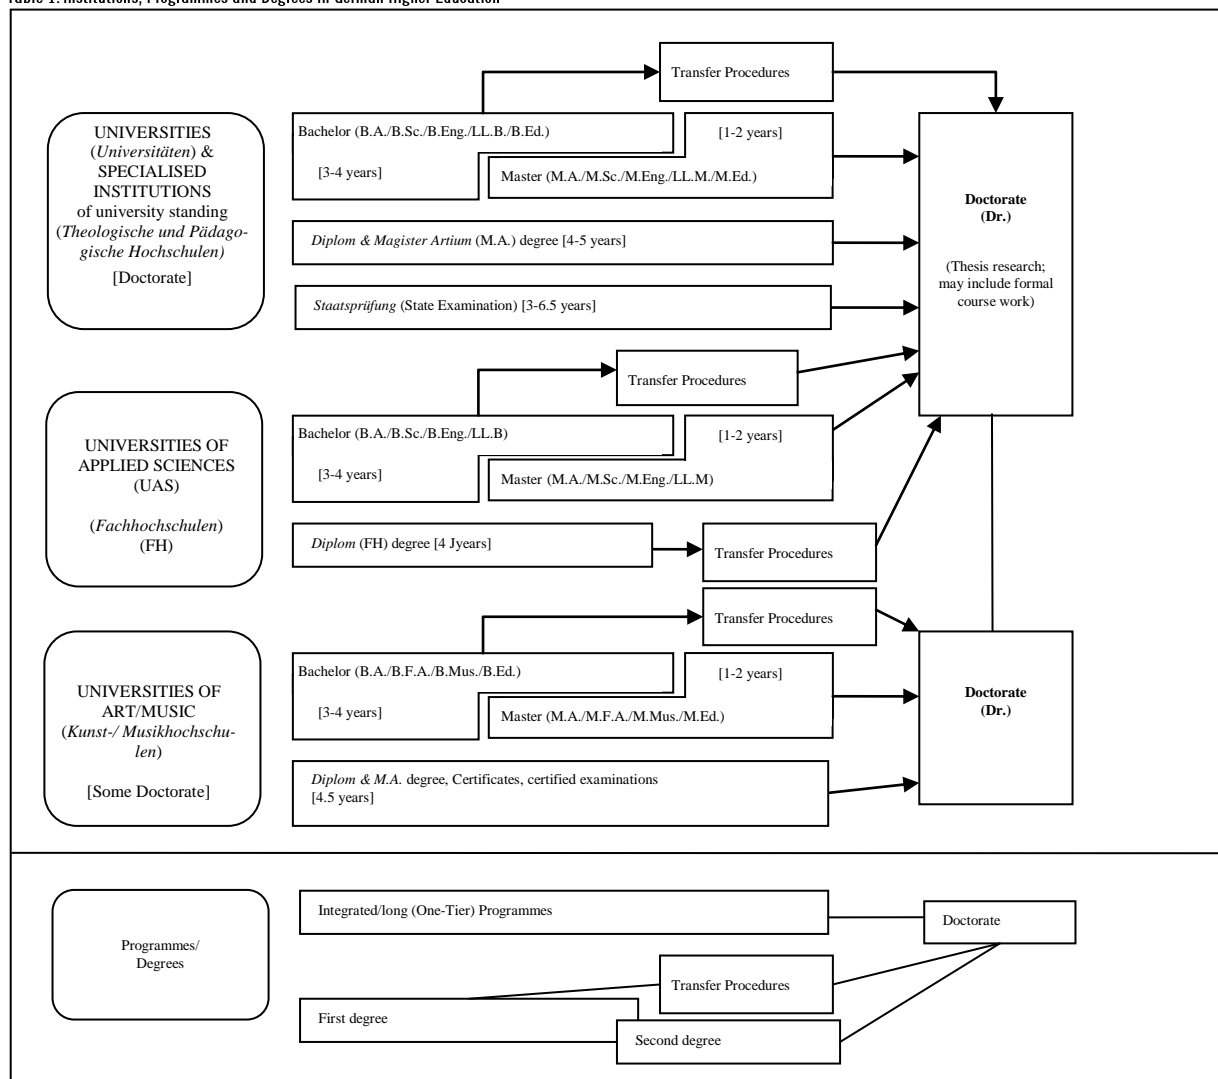 Table 1: Institutions, Programmes and Degrees in German Higher Education
Transfer Procedures
UNIVERSITIES
(Universitäten) &
SPECIALISED
INSTITUTIONS
of university standing
(Theologische und Pädago-
gische Hochschulen)
[Doctorate]
Bachelor (B.A./B.Sc./B.Eng./LL.B./B.Ed.)
[3-4 years]
[1-2 years]
Master (M.A./M.Sc./M.Eng./LL.M./M.Ed.)
Diplom & Magister Artium (M.A.) degree [4-5 years]
Staatsprüfung (State Examination) [3-6.5 years]
Doctorate
(Dr.)
(Thesis research;
may include formal
course work)
Transfer Procedures
UNIVERSITIES OF
APPLIED SCIENCES
(UAS)
(Fachhochschulen)
(FH)
Bachelor (B.A./B.Sc./B.Eng./LL.B)
[3-4 years]
[1-2 years]
Master (M.A./M.Sc./M.Eng./LL.M)
Diplom (FH) degree [4 Jyears]
Transfer Procedures
Transfer Procedures
UNIVERSITIES OF
ART/MUSIC
(Kunst-/ Musikhochschu-
len)
[Some Doctorate]
Bachelor (B.A./B.F.A./B.Mus./B.Ed.)
[3-4 years]
[1-2 years]
Master (M.A./M.F.A./M.Mus./M.Ed.)
Diplom & M.A. degree, Certificates, certified examinations
[4.5 years]
Doctorate
(Dr.)
Programmes/
Degrees
Integrated/long (One-Tier) Programmes
Doctorate
Transfer Procedures
First degree
Second degree